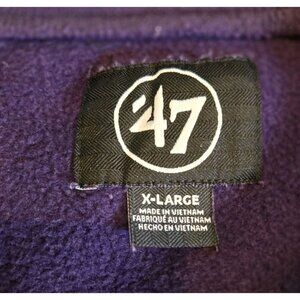 '47
X-LARGE
MADE IN VIETNAM
FABRIQUÉ AU VIETNAM
HECHO EN VIETNAM